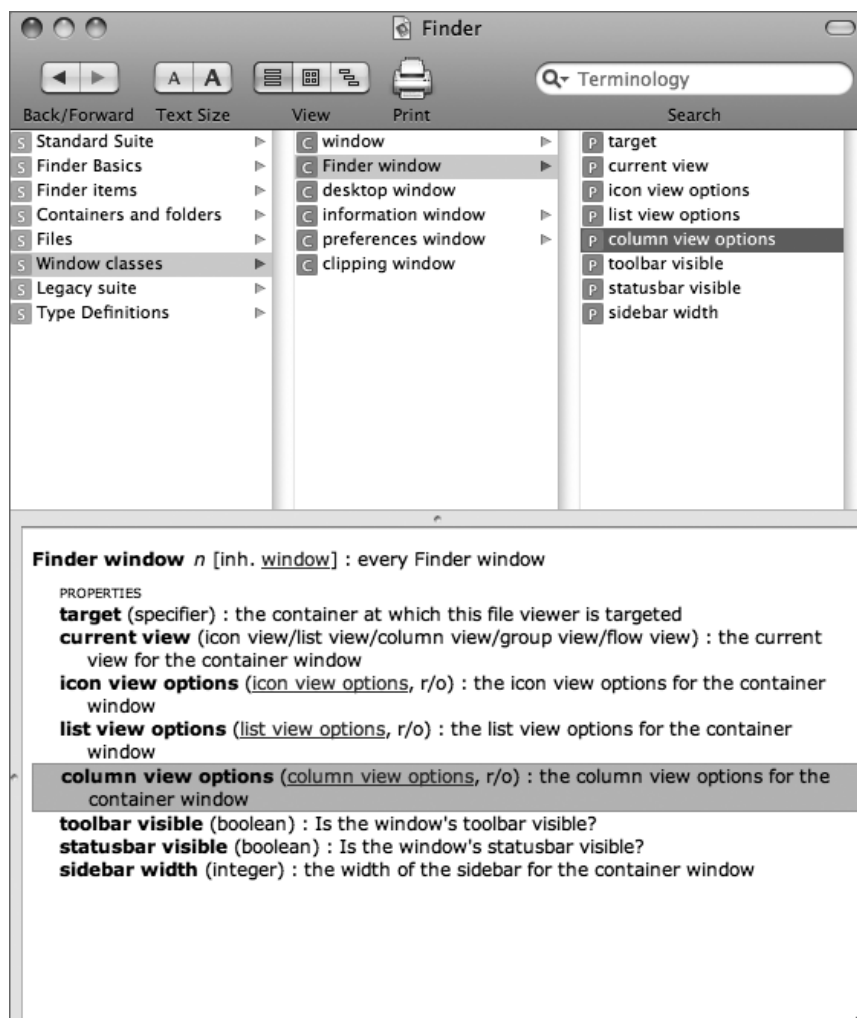 Finder
A A
Terminology
Back/Forward Text Size View Print Search
S Standard Suite
S Finder Basics
S Finder items
S Containers and folders
S Files
S Window classes
S Legacy suite
S Type Definitions
C window
C Finder window
C desktop window
C information window
C preferences window
C clipping window
P target
P current view
P icon view options
P list view options
P column view options
P toolbar visible
P statusbar visible
P sidebar width
Finder window n [inh. window] : every Finder window
PROPERTIES
target (specifier) : the container at which this file viewer is targeted
current view (icon view/list view/column view/group view/flow view) : the current
view for the container window
icon view options (icon view options, r/o) : the icon view options for the container
window
list view options (list view options, r/o) : the list view options for the container
window
column view options (column view options, r/o) : the column view options for the
container window
toolbar visible (boolean) : Is the window's toolbar visible?
statusbar visible (boolean) : Is the window's statusbar visible?
sidebar width (integer) : the width of the sidebar for the container window